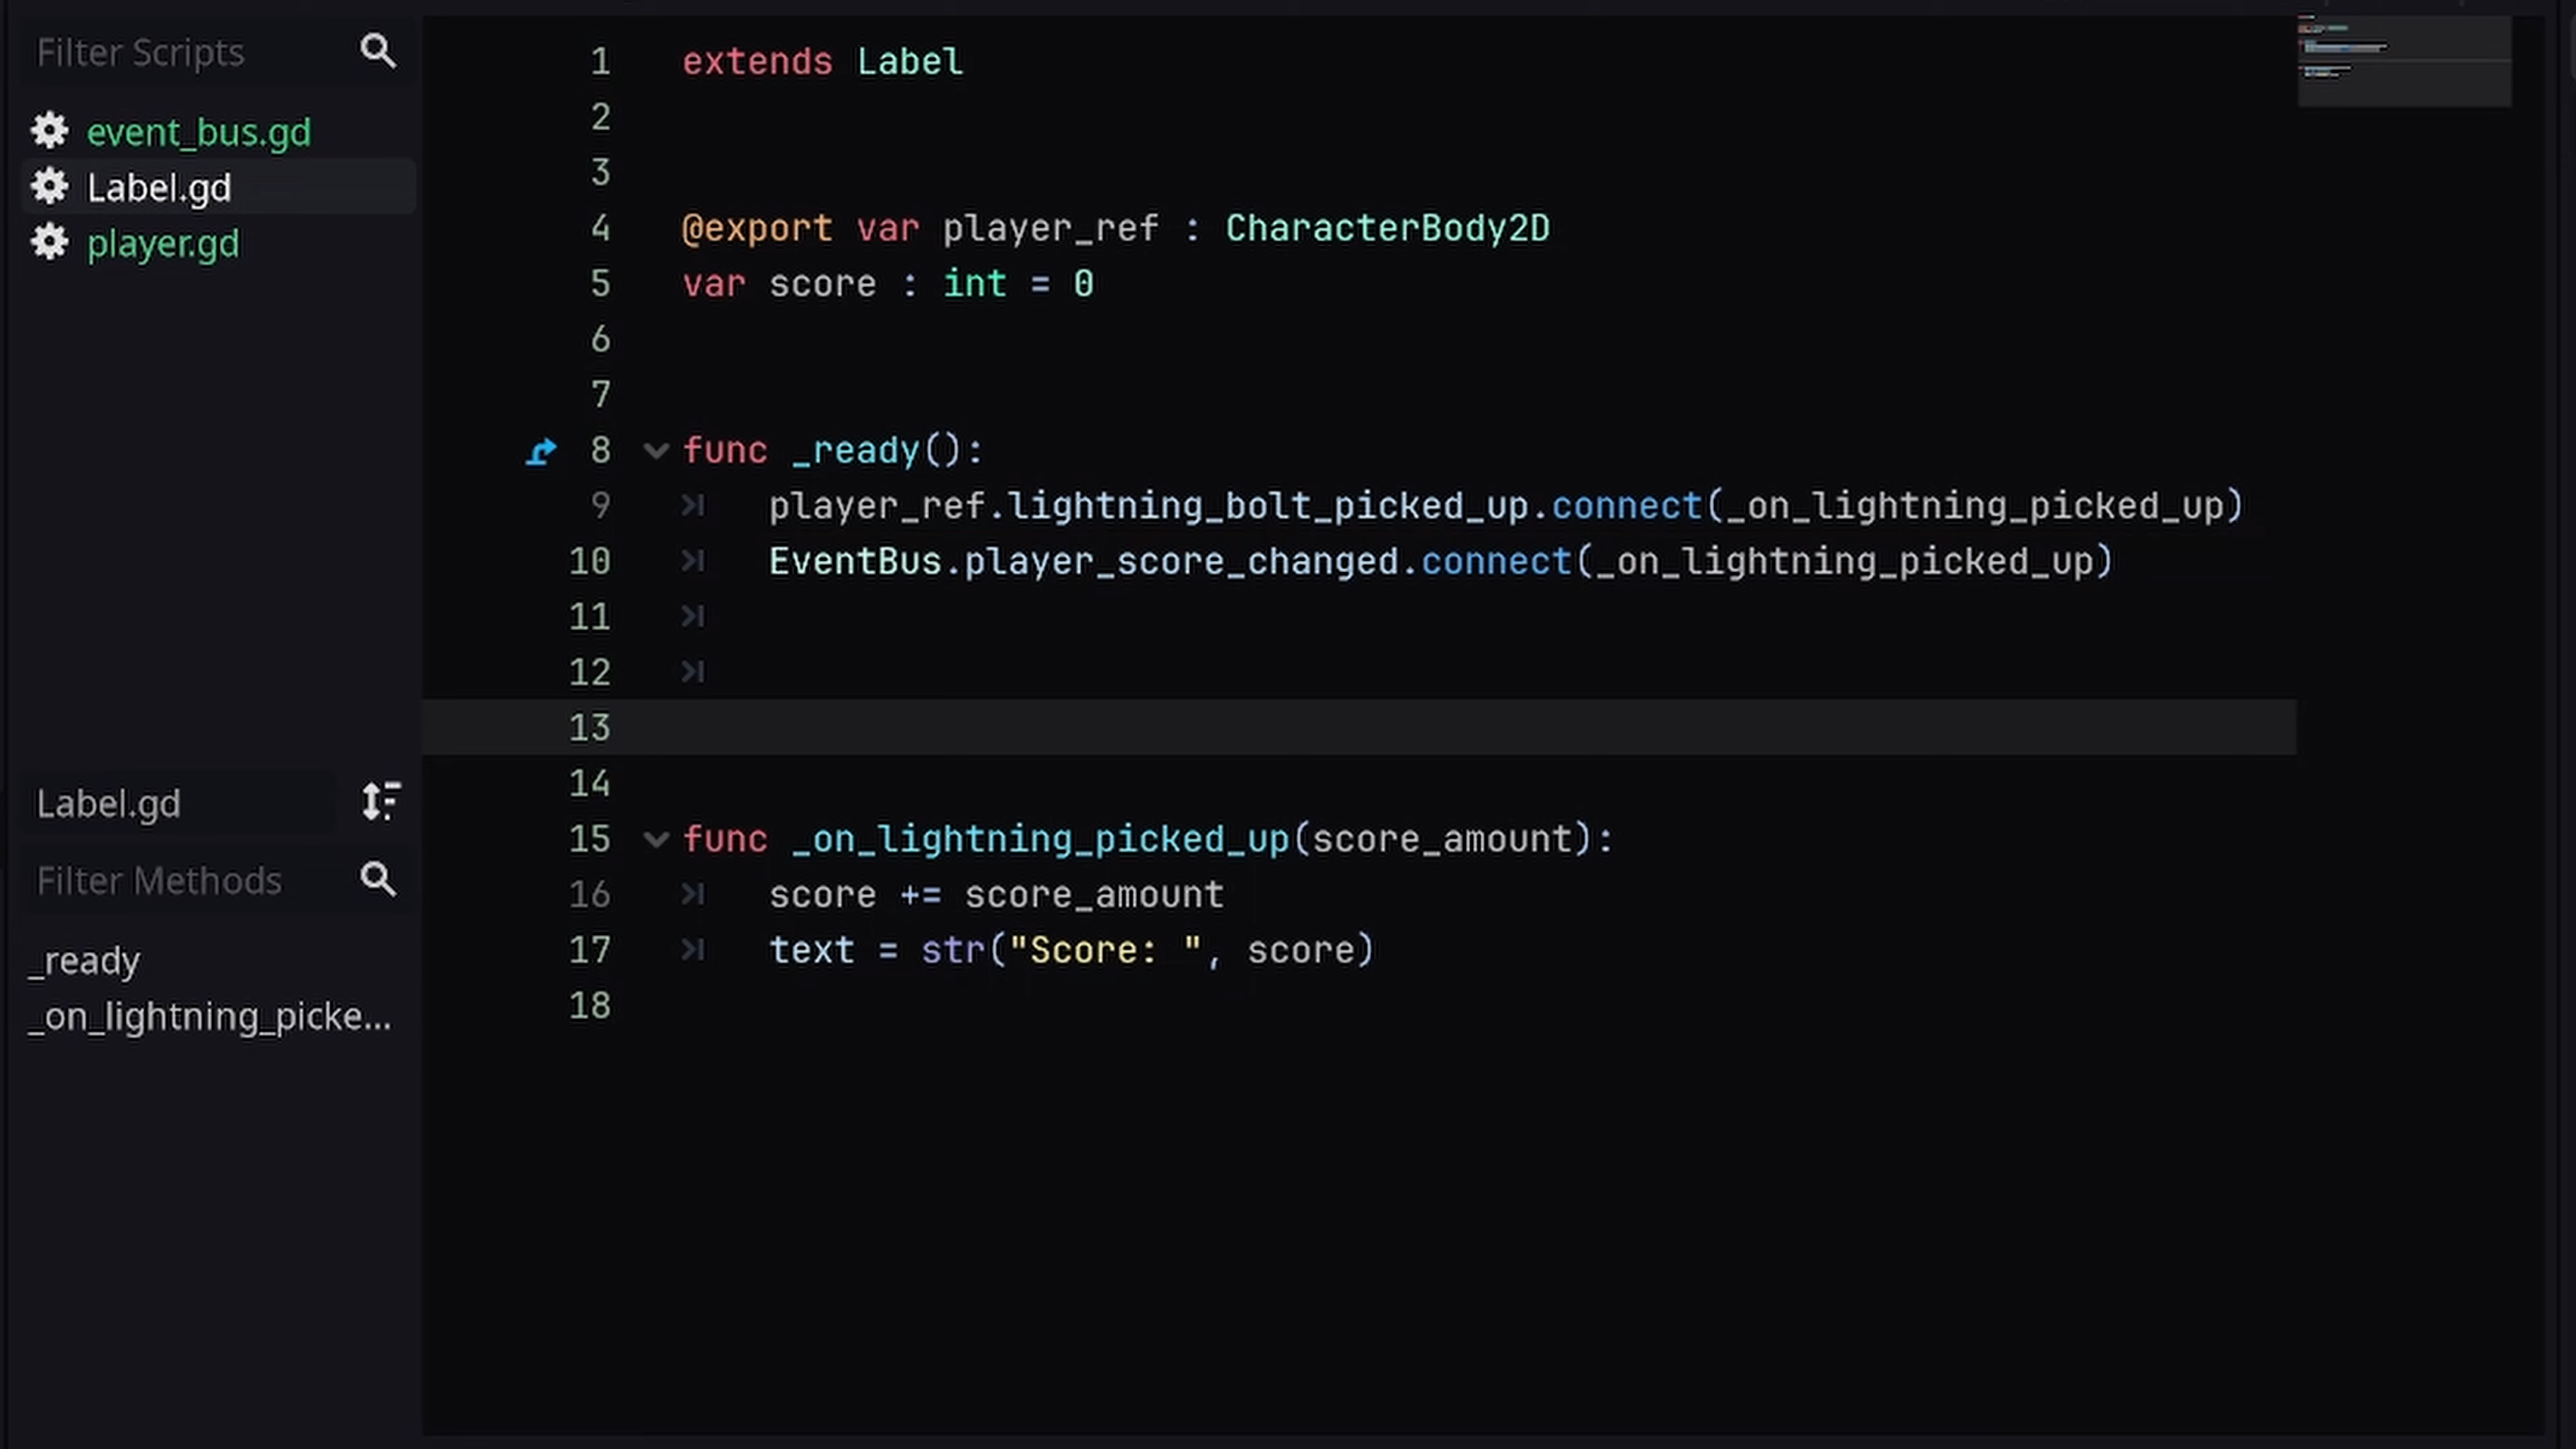 Filter Scripts
event_bus.gd
Label.gd
player.gd
Label.gd
Filter Methods
_ready
_on_lightning_picke...
1 extends Label
2
3
4 @export var player_ref : CharacterBody2D
5 var score : int = 0
6
7
8 func _ready():
9 player_ref.lightning_bolt_picked_up.connect(_on_lightning_picked_up)
10 EventBus.player_score_changed.connect(_on_lightning_picked_up)
11
12
13
14
15 func _on_lightning_picked_up(score_amount):
16 score += score_amount
17 text = str("Score: ", score)
18